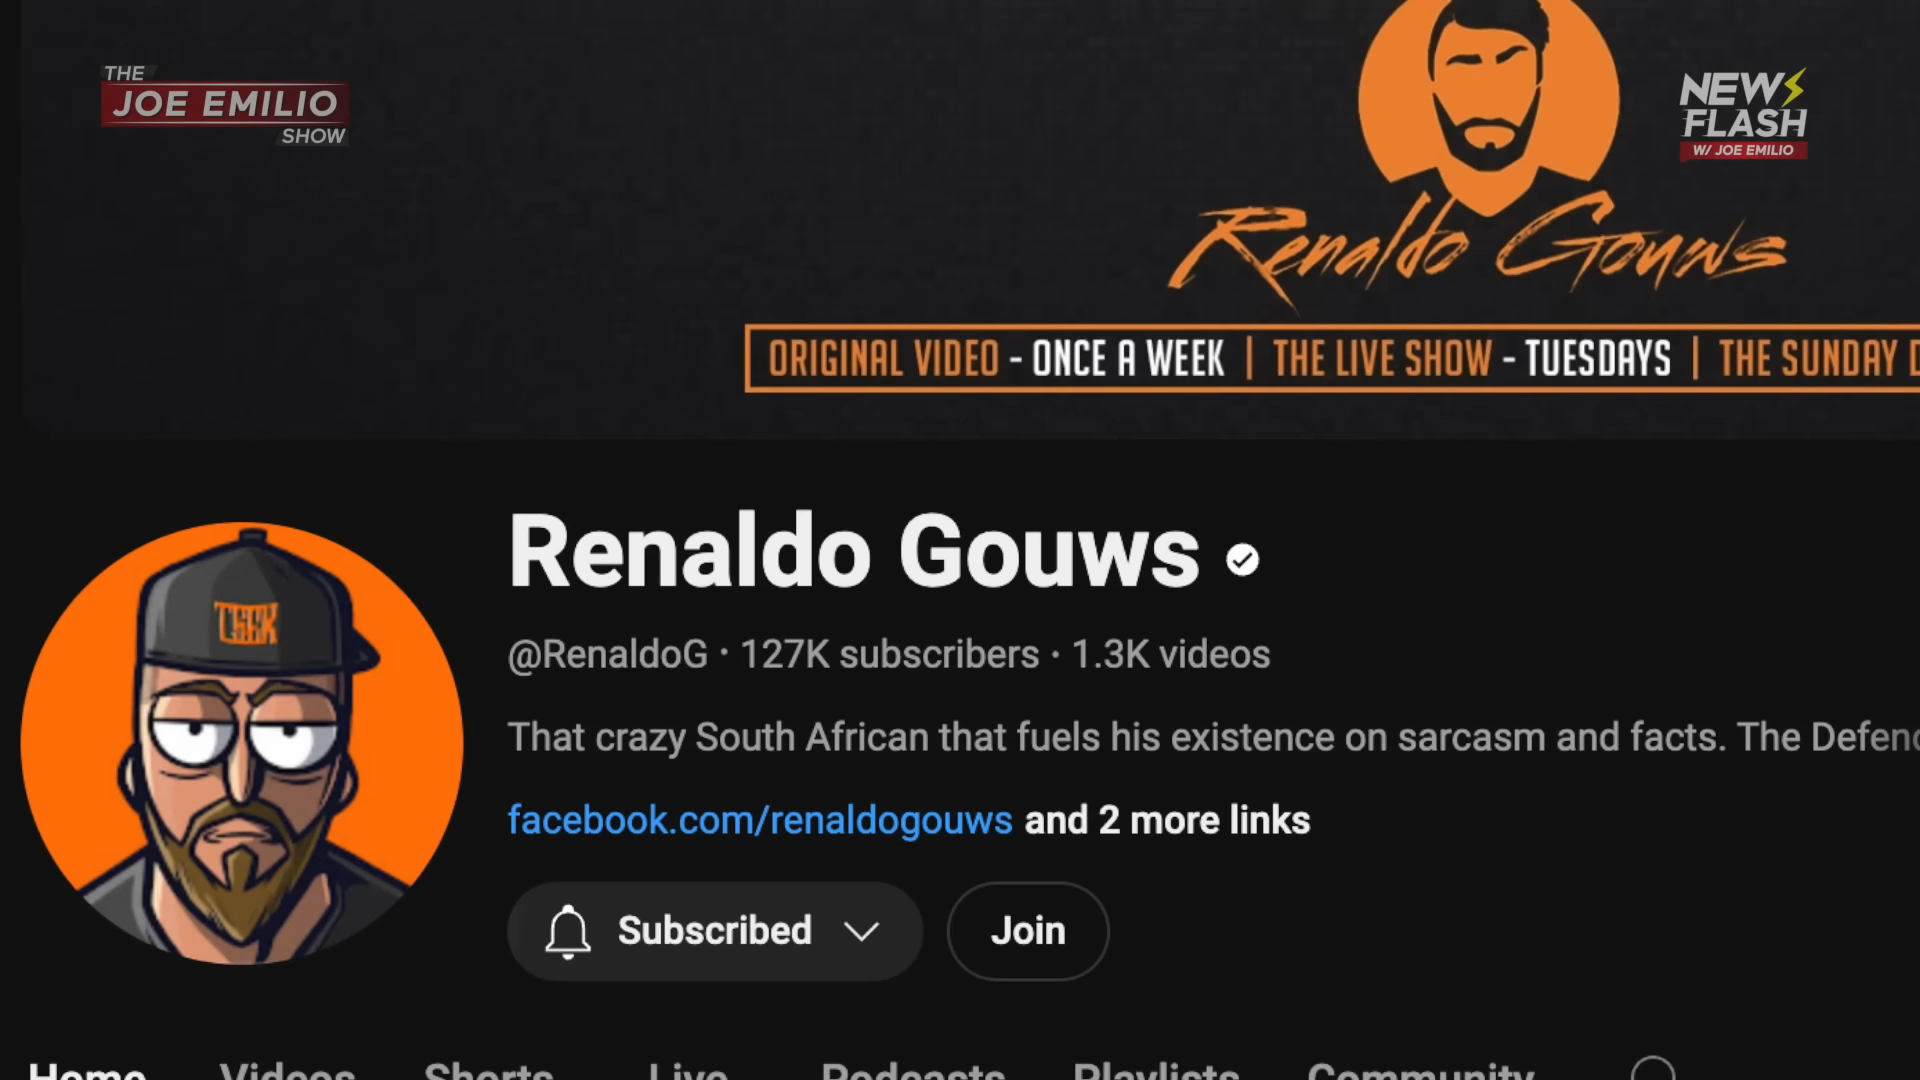 THE
JOE EMILIO
SHOW
NEWS
FLASH
W/ JOE EMILIO
Renaldo Gouws
ORIGINAL VIDEO - ONCE A WEEK | THE LIVE SHOW - TUESDAYS | THE SUNDAY
Renaldo Gouws
@RenaldoG · 127K subscribers · 1.3K videos
That crazy South African that fuels his existence on sarcasm and facts. The Defend
facebook.com/renaldogouws and 2 more links
Subscribed
Join
Home Videos Shorts Live Podcasts Playlists Community